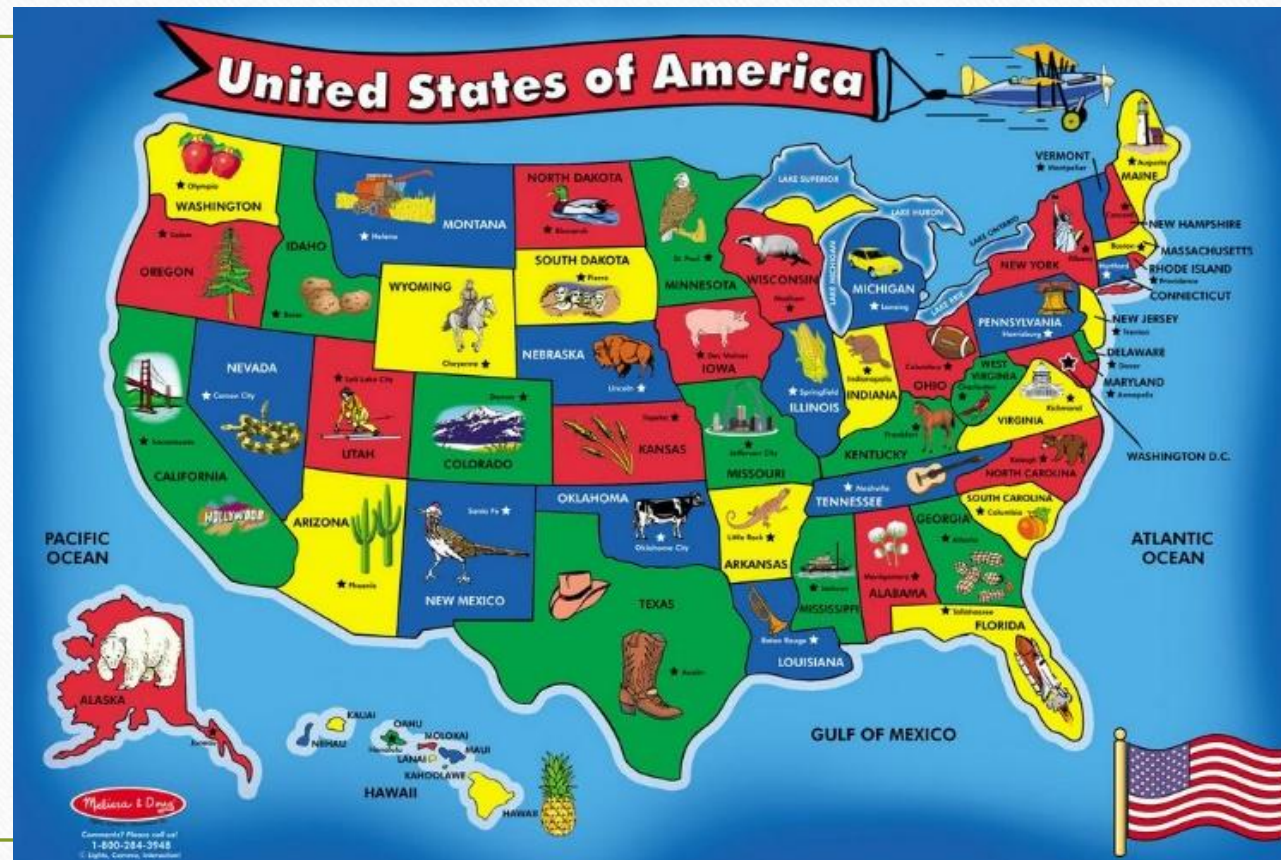 United States of America
Olympia
WASHINGTON
Salem
OREGON
IDAHO
Boise
MONTANA
Helena
NORTH DAKOTA
Bismarck
SOUTH DAKOTA
Pierre
WYOMING
Cheyenne
MINNESOTA
St. Paul
WISCONSIN
Madison
LAKE SUPERIOR
LAKE HURON
LAKE MICHIGAN
MICHIGAN
Lansing
LAKE ONTARIO
LAKE ERIE
VERMONT
Montpelier
Augusta
MAINE
Concord
NEW HAMPSHIRE
Boston
MASSACHUSETTS
Hartford
RHODE ISLAND
Providence
CONNECTICUT
Albany
NEW YORK
PENNSYLVANIA
Harrisburg
NEW JERSEY
Trenton
DELAWARE
Dover
MARYLAND
Annapolis
WASHINGTON D.C.
NEVADA
Carson City
Sacramento
CALIFORNIA
HOLLYWOOD
Salt Lake City
UTAH
Denver
COLORADO
NEBRASKA
Lincoln
Topeka
KANSAS
Des Moines
IOWA
Springfield
ILLINOIS
Indianapolis
INDIANA
Columbus
OHIO
WEST VIRGINIA
Charleston
Richmond
VIRGINIA
Frankfort
KENTUCKY
Jefferson City
MISSOURI
Nashville
TENNESSEE
Raleigh
NORTH CAROLINA
SOUTH CAROLINA
Columbia
GEORGIA
Atlanta
ARIZONA
Phoenix
Santa Fe
NEW MEXICO
OKLAHOMA
Oklahoma City
Little Rock
ARKANSAS
TEXAS
Austin
Jackson
MISSISSIPPI
Montgomery
ALABAMA
Tallahassee
FLORIDA
Baton Rouge
LOUISIANA
PACIFIC
OCEAN
ATLANTIC
OCEAN
GULF OF MEXICO
ALASKA
Juneau
KAUAI
NIIHAU
OAHU
Honolulu
MOLOKAI
LANAI
MAUI
KAHOOLAWE
HAWAII
HAWAII
Melissa & Doug
Comments? Please call us!
1-800-284-3948
© Lights, Camera, Interaction!